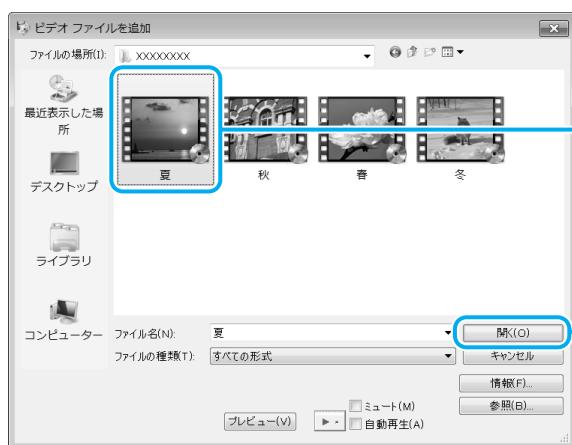 ビデオ ファイルを追加
ファイルの場所(I):
XXXXXXXX
最近表示した場
所
デスクトップ
ライブラリ
コンピューター
夏
秋
春
冬
ファイル名(N):
夏
開く(O)
ファイルの種類(T):
すべての形式
キャンセル
情報(F)...
参照(B)...
プレビュー(V)
ミュート(M)
自動再生(A)